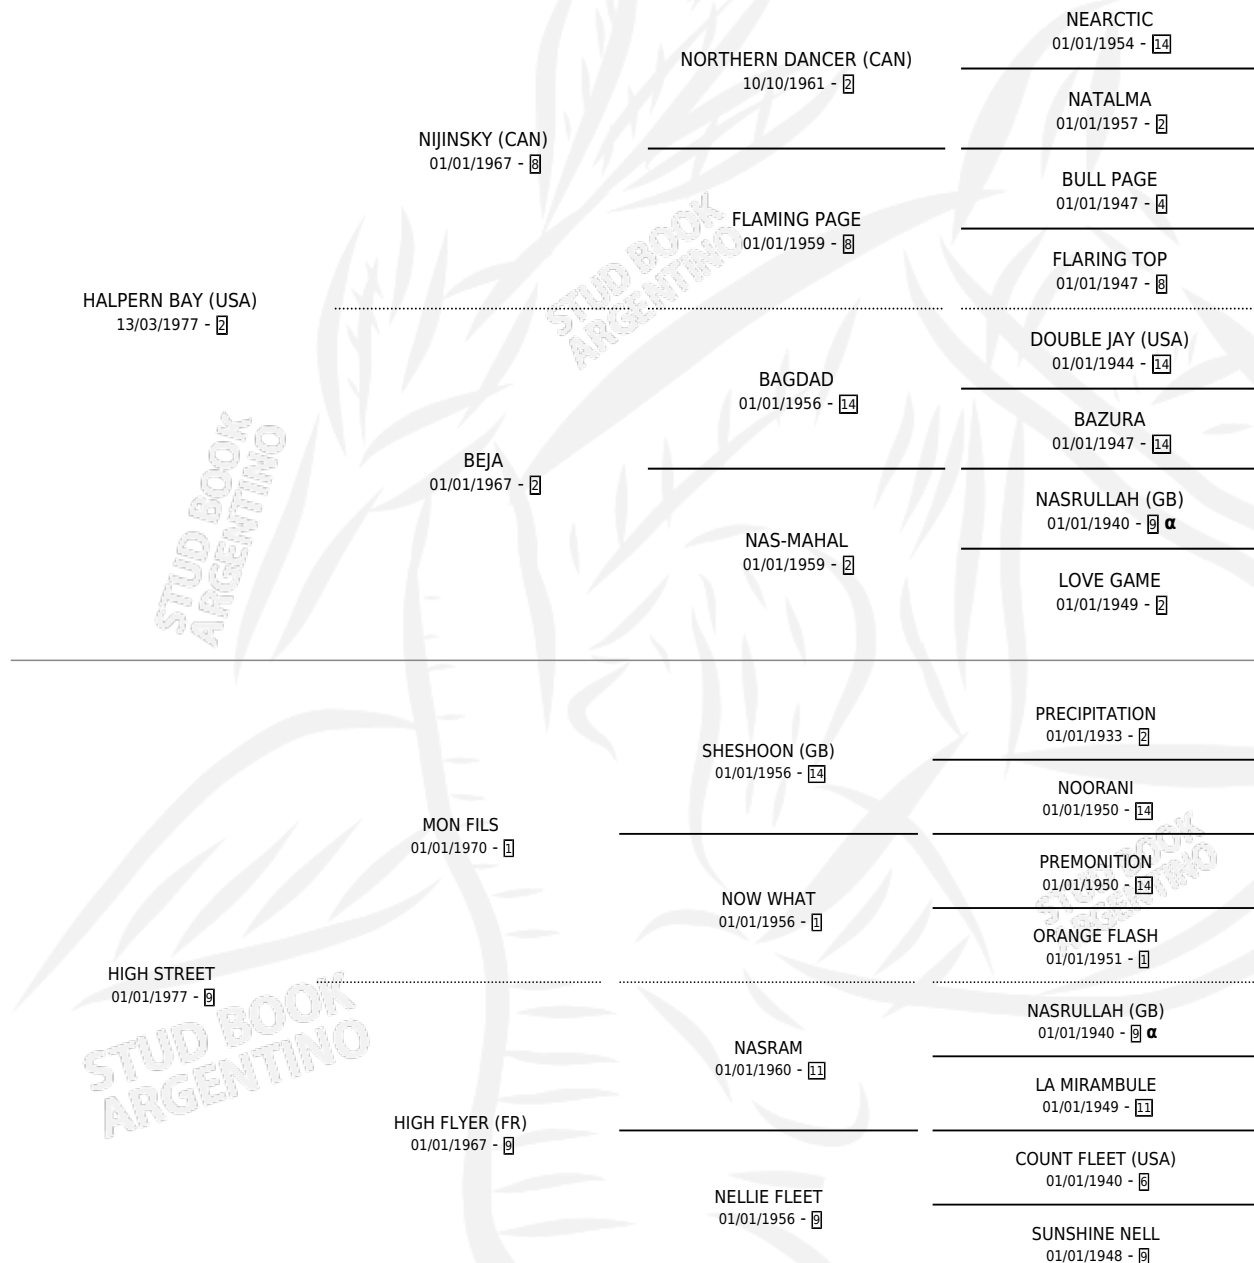 NEARCTIC
01/01/1954 - 14
NORTHERN DANCER (CAN)
10/10/1961 - 2
NATALMA
01/01/1957 - 2
NIJINSKY (CAN)
01/01/1967 - 8
BULL PAGE
01/01/1947 - 4
FLAMING PAGE
01/01/1959 - 8
FLARING TOP
01/01/1947 - 8
HALPERN BAY (USA)
13/03/1977 - 2
DOUBLE JAY (USA)
01/01/1944 - 14
BAGDAD
01/01/1956 - 14
BAZURA
01/01/1947 - 14
BEJA
01/01/1967 - 2
NASRULLAH (GB)
01/01/1940 - 9 α
NAS-MAHAL
01/01/1959 - 2
LOVE GAME
01/01/1949 - 2
PRECIPITATION
01/01/1933 - 2
SHESHOON (GB)
01/01/1956 - 14
NOORANI
01/01/1950 - 14
MON FILS
01/01/1970 - 1
PREMONITION
01/01/1950 - 14
NOW WHAT
01/01/1956 - 1
ORANGE FLASH
01/01/1951 - 1
HIGH STREET
01/01/1977 - 9
NASRULLAH (GB)
01/01/1940 - 9 α
NASRAM
01/01/1960 - 11
LA MIRAMBULE
01/01/1949 - 11
HIGH FLYER (FR)
01/01/1967 - 9
COUNT FLEET (USA)
01/01/1940 - 6
NELLIE FLEET
01/01/1956 - 9
SUNSHINE NELL
01/01/1948 - 9
STUD BOOK
ARGENTINO
STUD BOOK
ARGENTINO
STUD BOOK
ARGENTINO
STUD BOOK
ARGENTINO